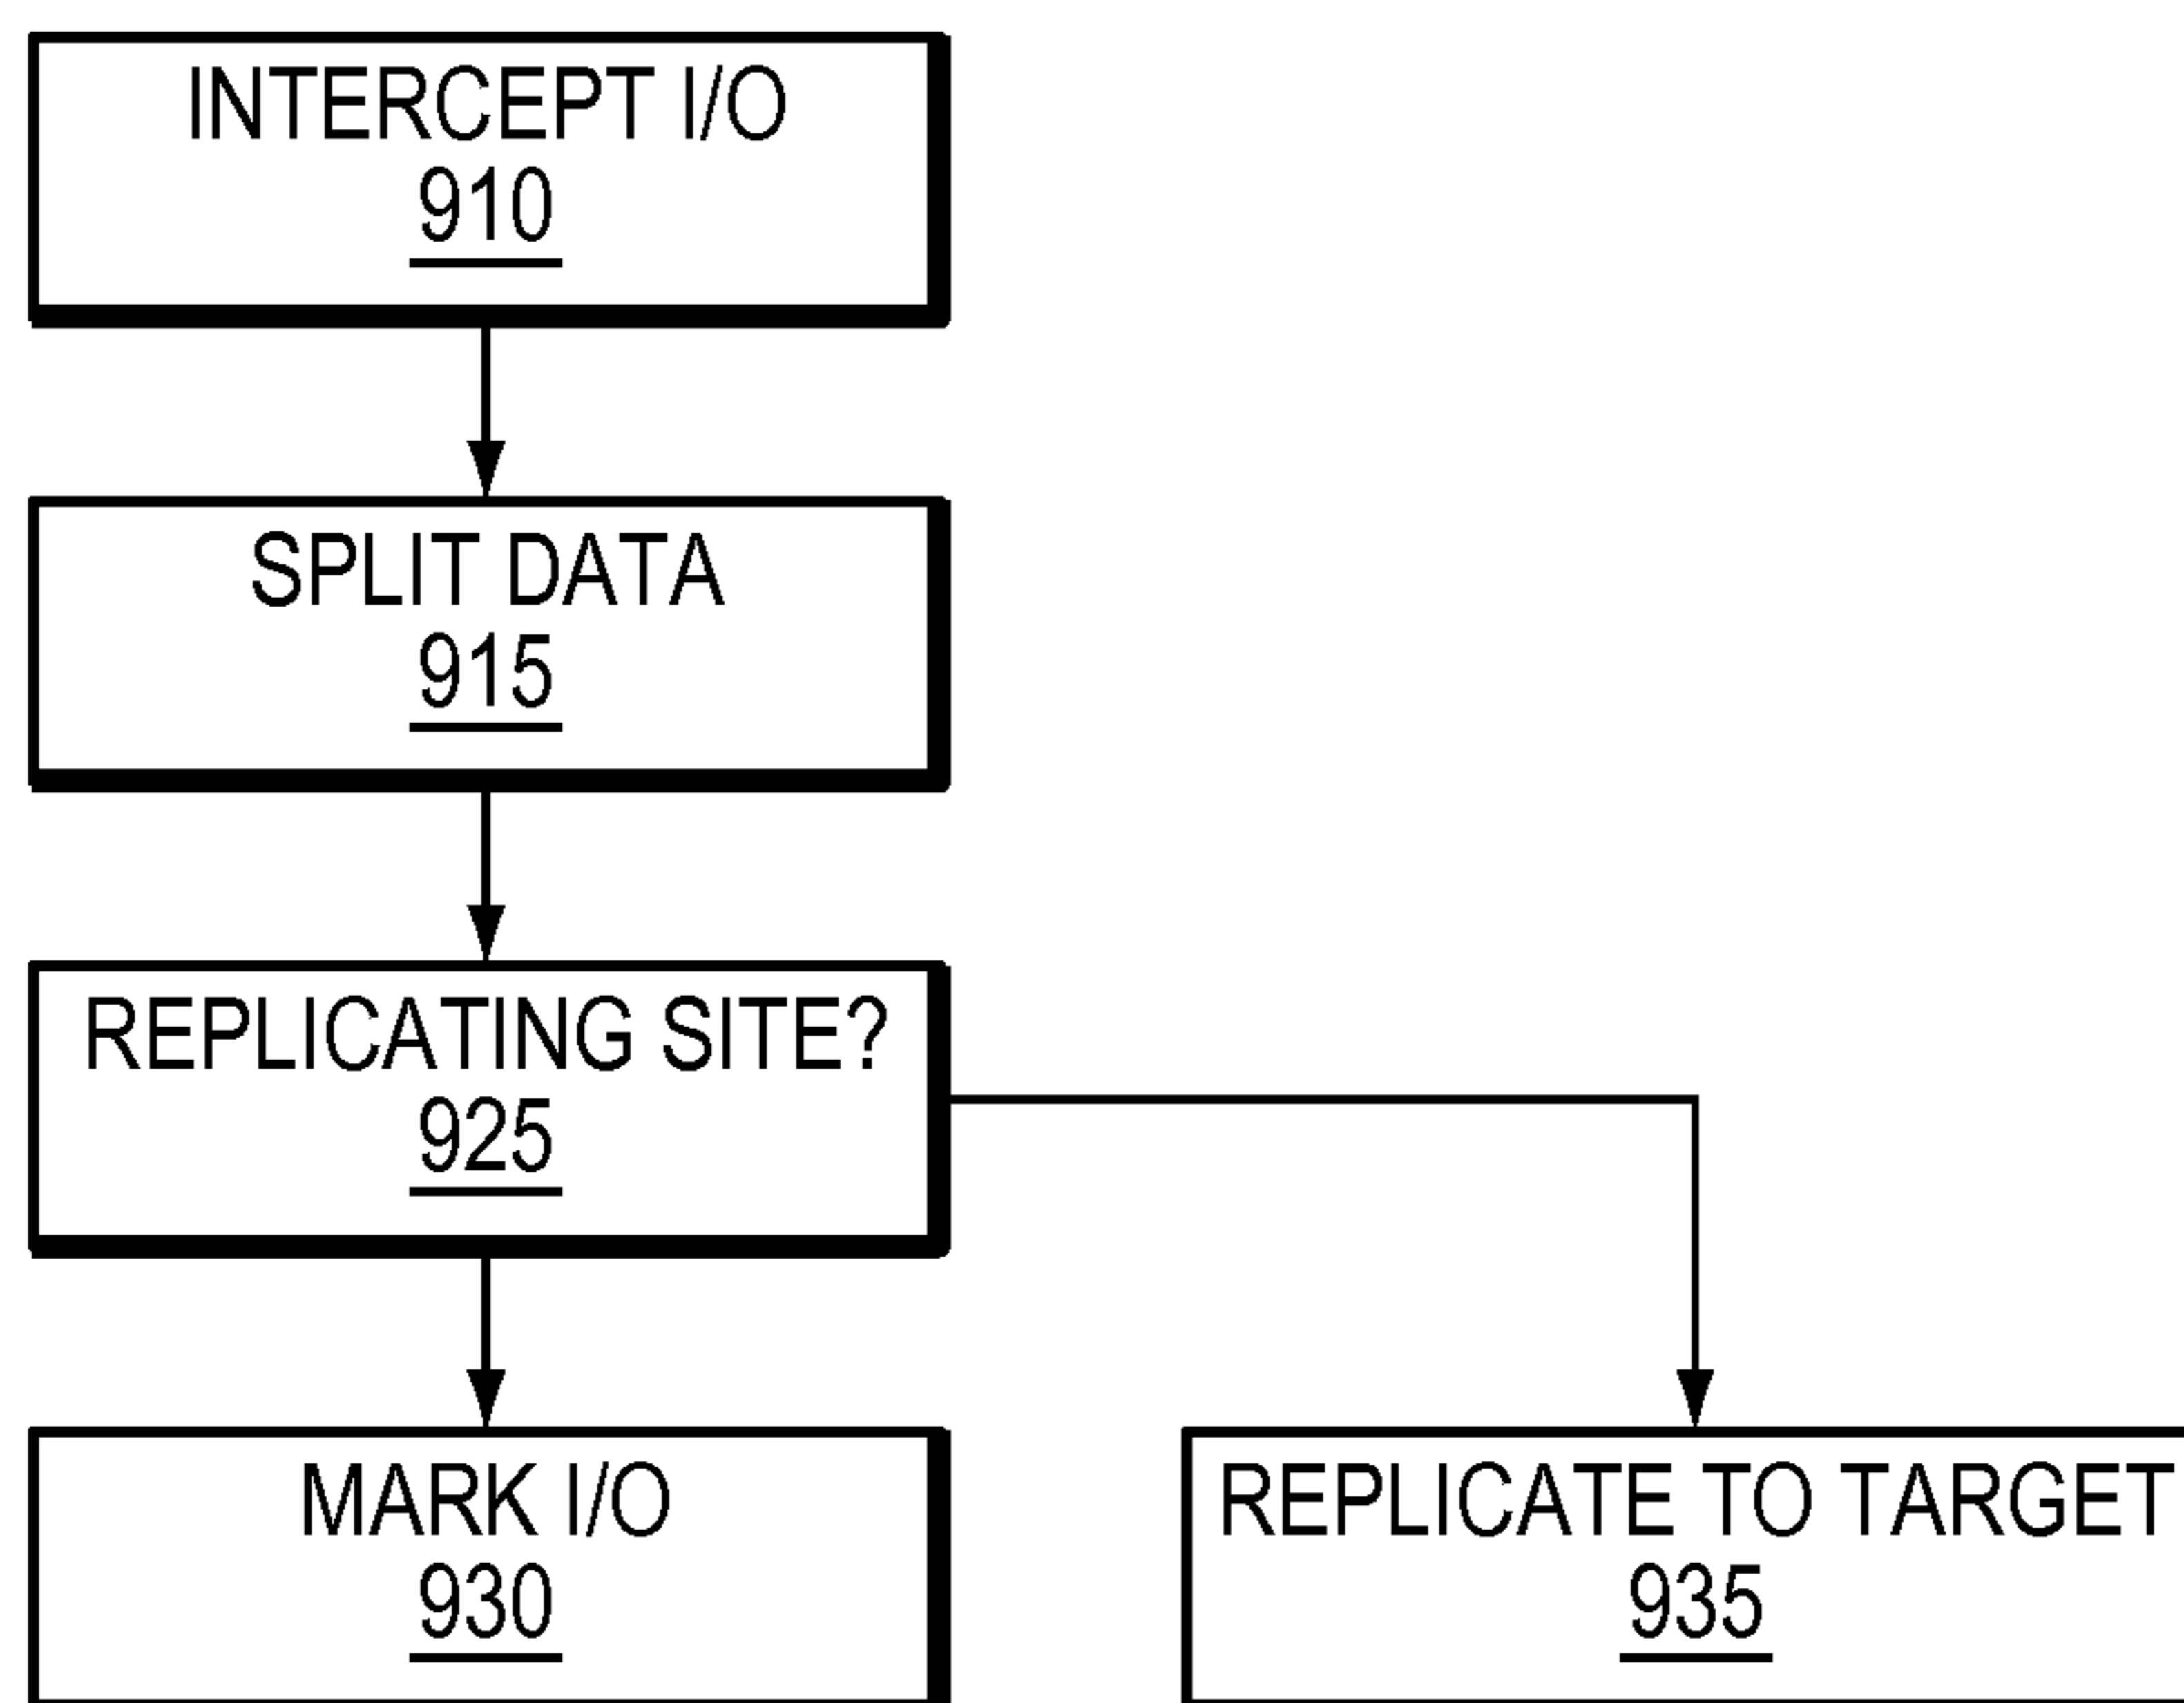 INTERCEPT I/O
910
SPLIT DATA
915
REPLICATING SITE?
925
MARK I/O
930
REPLICATE TO TARGET
935